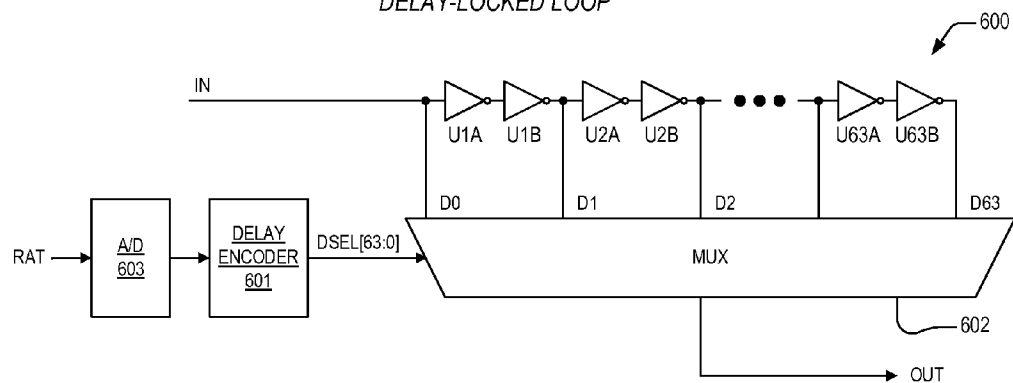 DELAY-LOCKED LOOP
600
IN
U1A U1B U2A U2B U63A U63B
D0 D1 D2 D63
RAT
A/D
603
DELAY
ENCODER
601
DSEL[63:0]
MUX
602
OUT